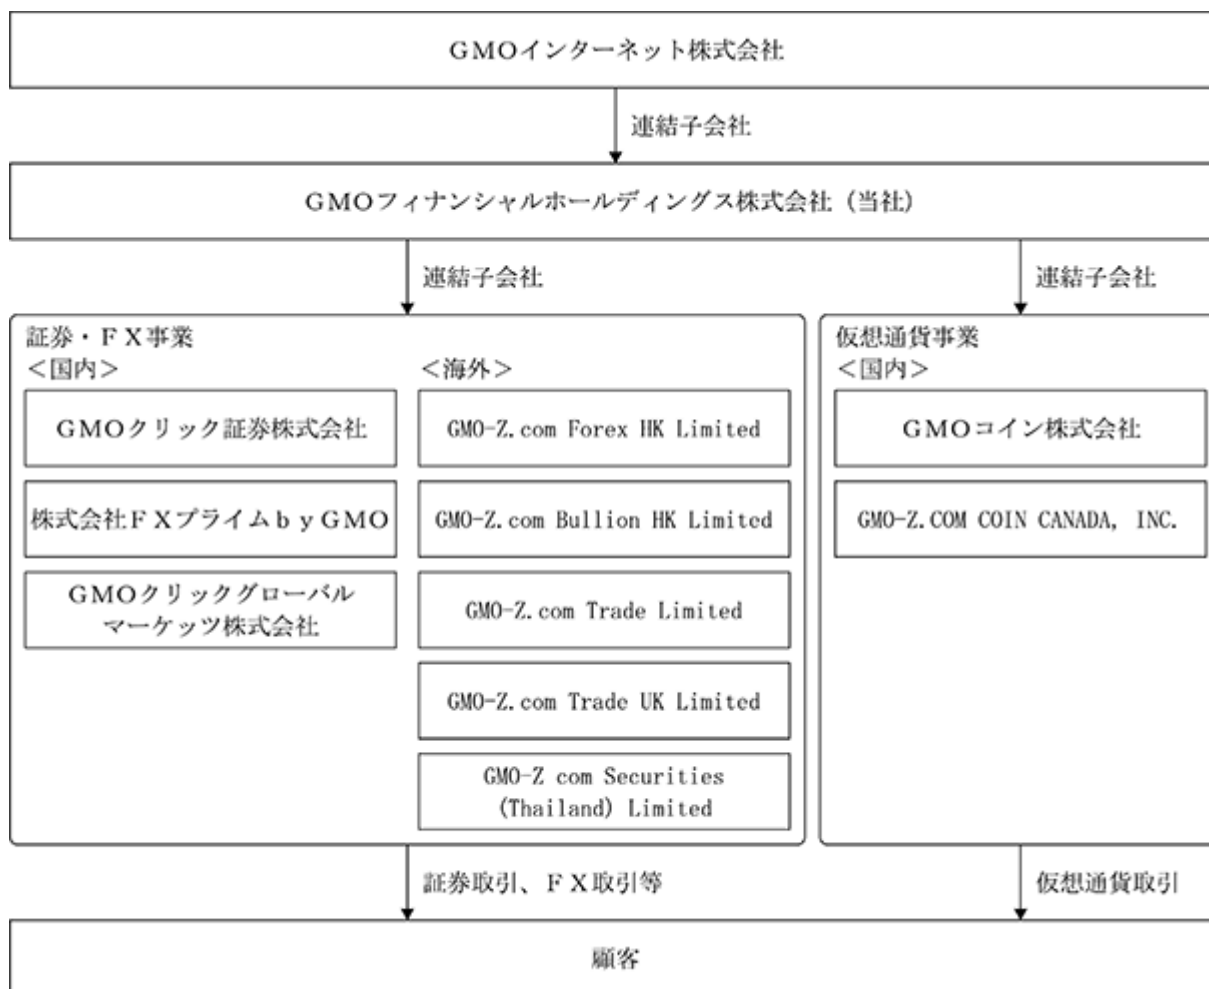 ＧＭＯインターネット株式会社
連結子会社
ＧＭＯフィナンシャルホールディングス株式会社（当社）
連結子会社
連結子会社
証券・ＦＸ事業
＜国内＞
ＧＭＯクリック証券株式会社
株式会社ＦＸプライムｂｙＧＭＯ
ＧＭＯクリックグローバル
マーケッツ株式会社
＜海外＞
GMO-Z.com Forex HK Limited
GMO-Z.com Bullion HK Limited
GMO-Z.com Trade Limited
GMO-Z.com Trade UK Limited
GMO-Z com Securities
(Thailand) Limited
仮想通貨事業
＜国内＞
ＧＭＯコイン株式会社
GMO-Z.COM COIN CANADA, INC.
証券取引、ＦＸ取引等
仮想通貨取引
顧客